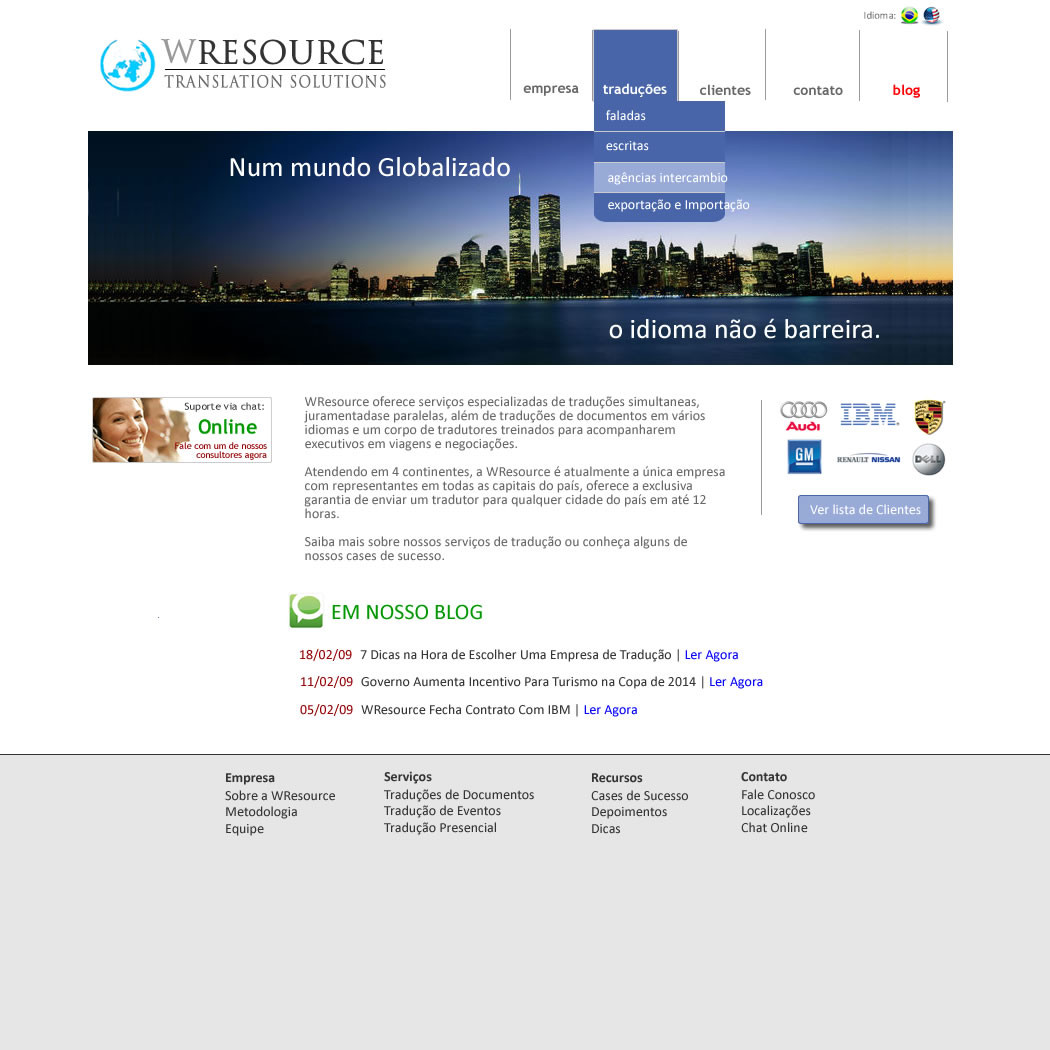 Idioma:
WRESOURCE
TRANSLATION SOLUTIONS
empresa
traduções
clientes
contato
blog
faladas
escritas
agências intercambio
exportação e Importação
Num mundo Globalizado
o idioma não é barreira.
Suporte via chat:
Online
Fale com um de nossos
consultores agora
WResource oferece serviços especializadas de traduções simultaneas,
juramentadase paralelas, além de traduções de documentos em vários
idiomas e um corpo de tradutores treinados para acompanharem
executivos em viagens e negociações.
Atendendo em 4 continentes, a WResource é atualmente a única empresa
com representantes em todas as capitais do país, oferece a exclusiva
garantia de enviar um tradutor para qualquer cidade do país em até 12
horas.
Saiba mais sobre nossos serviços de tradução ou conheça alguns de
nossos cases de sucesso.
Audi
IBM
GM
RENAULT NISSAN
DELL
Ver lista de Clientes
EM NOSSO BLOG
18/02/09 7 Dicas na Hora de Escolher Uma Empresa de Tradução | Ler Agora
11/02/09 Governo Aumenta Incentivo Para Turismo na Copa de 2014 | Ler Agora
05/02/09 WResource Fecha Contrato Com IBM | Ler Agora
Empresa
Sobre a WResource
Metodologia
Equipe
Serviços
Traduções de Documentos
Tradução de Eventos
Tradução Presencial
Recursos
Cases de Sucesso
Depoimentos
Dicas
Contato
Fale Conosco
Localizações
Chat Online